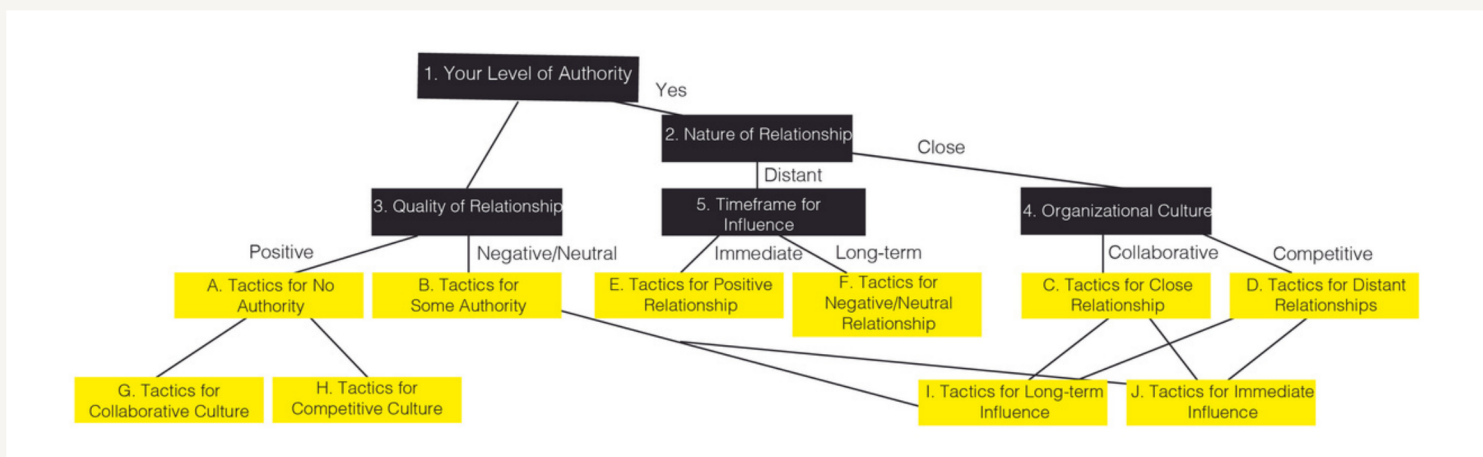 1. Your Level of Authority
Yes
2. Nature of Relationship
Close
Distant
3. Quality of Relationship
5. Timeframe for
Influence
4. Organizational Culture
Positive
Negative/Neutral
Immediate
Long-term
Collaborative
Competitive
A. Tactics for No
Authority
B. Tactics for
Some Authority
E. Tactics for Positive
Relationship
F. Tactics for
Negative/Neutral
Relationship
C. Tactics for Close
Relationship
D. Tactics for Distant
Relationships
G. Tactics for
Collaborative Culture
H. Tactics for
Competitive Culture
I. Tactics for Long-term
Influence
J. Tactics for Immediate
Influence